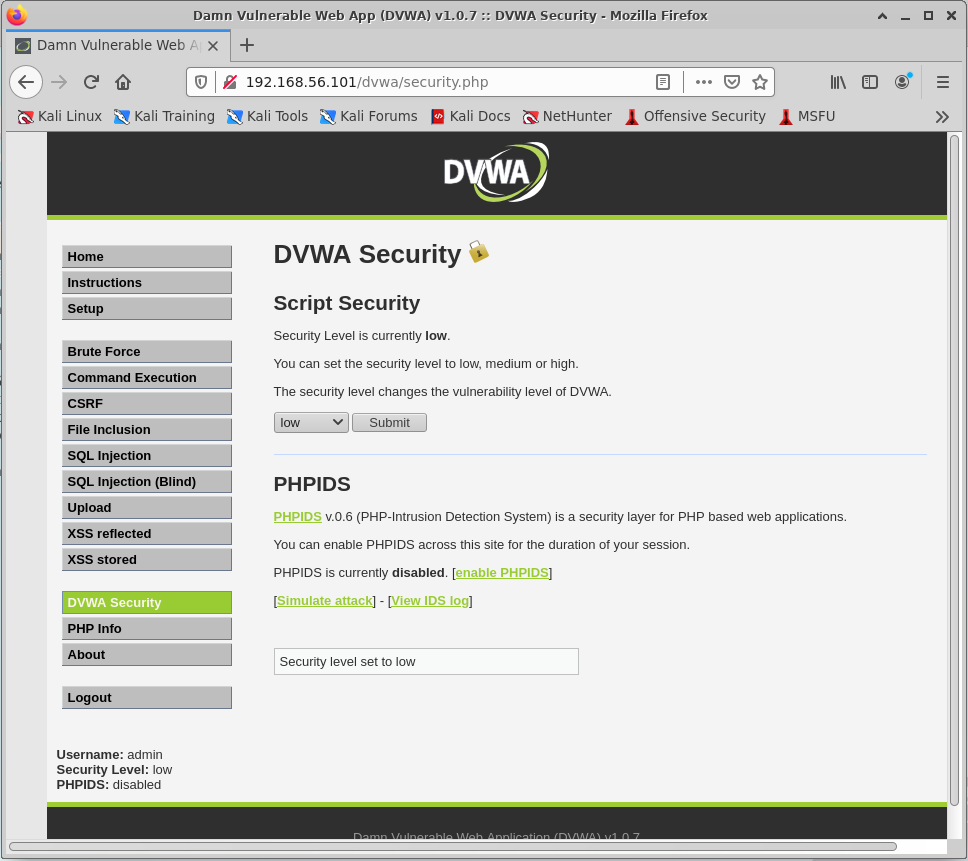 Damn Vulnerable Web App (DVWA) v1.0.7 :: DVWA Security - Mozilla Firefox
Damn Vulnerable Web A
192.168.56.101/dvwa/security.php
Kali Linux Kali Training Kali Tools Kali Forums Kali Docs NetHunter Offensive Security MSFU
DVWA
Home
Instructions
Setup
Brute Force
Command Execution
CSRF
File Inclusion
SQL Injection
SQL Injection (Blind)
Upload
XSS reflected
XSS stored
DVWA Security
PHP Info
About
Logout
Username: admin
Security Level: low
PHPIDS: disabled
DVWA Security
Script Security
Security Level is currently low.
You can set the security level to low, medium or high.
The security level changes the vulnerability level of DVWA.
low Submit
PHPIDS
PHPIDS v.0.6 (PHP-Intrusion Detection System) is a security layer for PHP based web applications.
You can enable PHPIDS across this site for the duration of your session.
PHPIDS is currently disabled. [enable PHPIDS]
[Simulate attack] - [View IDS log]
Security level set to low
Damn Vulnerable Web Application (DVWA) v1.0.7